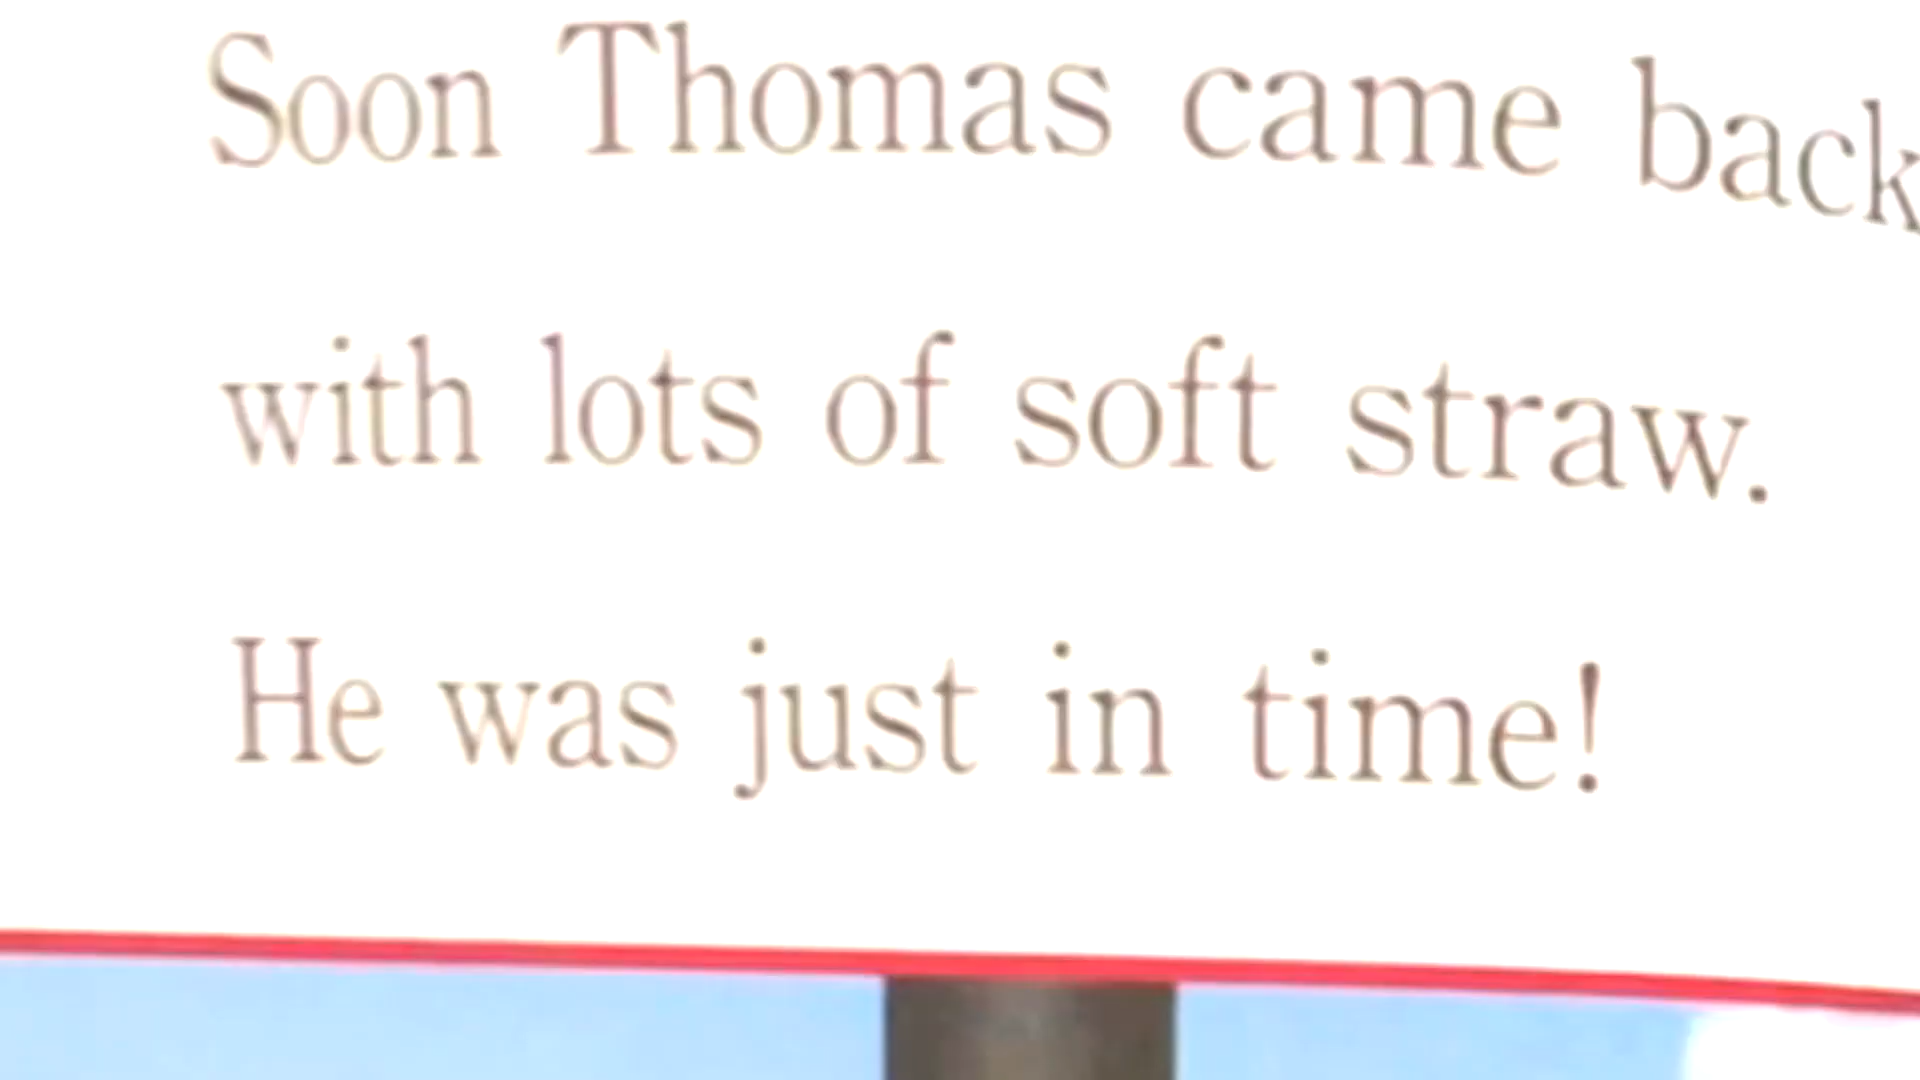 Soon Thomas came back
with lots of soft straw.
He was just in time!